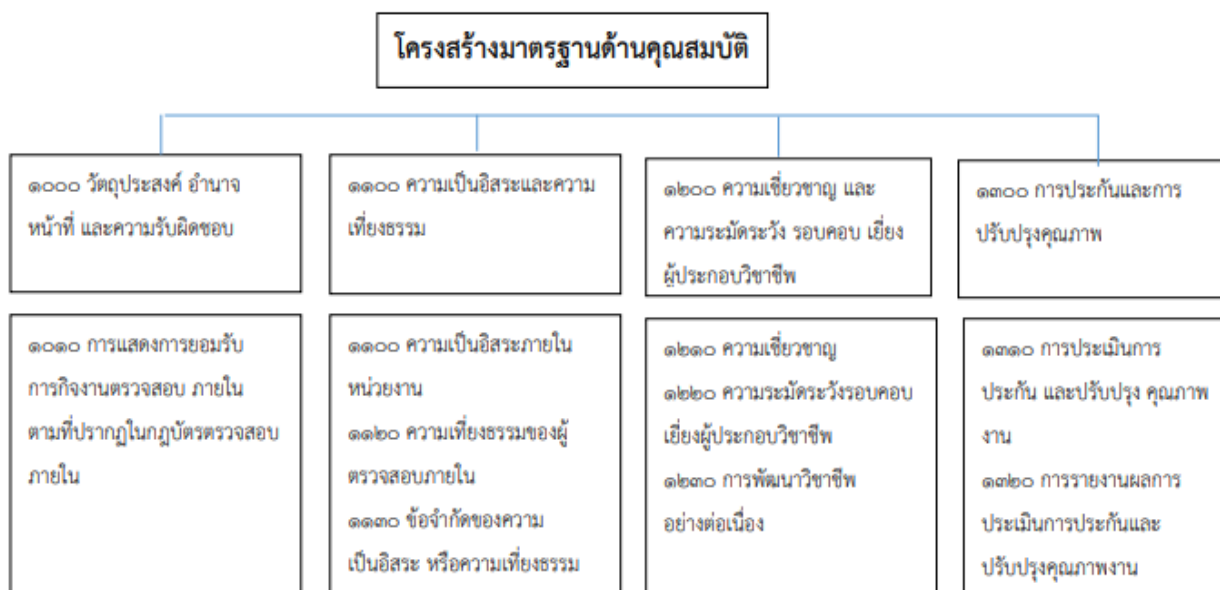 โครงสร้างมาตรฐานด้านคุณสมบัติ
๑๐๐๐ วัตถุประสงค์ อำนาจ
หน้าที่ และความรับผิดชอบ
๑๑๐๐ ความเป็นอิสระและความ
เที่ยงธรรม
๑๒๐๐ ความเชี่ยวชาญ และ
ความระมัดระวัง รอบคอบ เยี่ยง
ผู้ประกอบวิชาชีพ
๑๓๐๐ การประกันและการ
ปรับปรุงคุณภาพ
๑๐๑๐ การแสดงการยอมรับ
ภารกิจงานตรวจสอบ ภายใน
ตามที่ปรากฏในกฎบัตรตรวจสอบ
ภายใน
๑๑๐๐ ความเป็นอิสระภายใน
หน่วยงาน
๑๑๒๐ ความเที่ยงธรรมของผู้
ตรวจสอบภายใน
๑๑๓๐ ข้อจำกัดของความ
เป็นอิสระ หรือความเที่ยงธรรม
๑๒๑๐ ความเชี่ยวชาญ
๑๒๒๐ ความระมัดระวังรอบคอบ
เยี่ยงผู้ประกอบวิชาชีพ
๑๒๓๐ การพัฒนาวิชาชีพ
อย่างต่อเนื่อง
๑๓๑๐ การประเมินการ
ประกัน และปรับปรุง คุณภาพ
งาน
๑๓๒๐ การรายงานผลการ
ประเมินการประกันและ
ปรับปรุงคุณภาพงาน